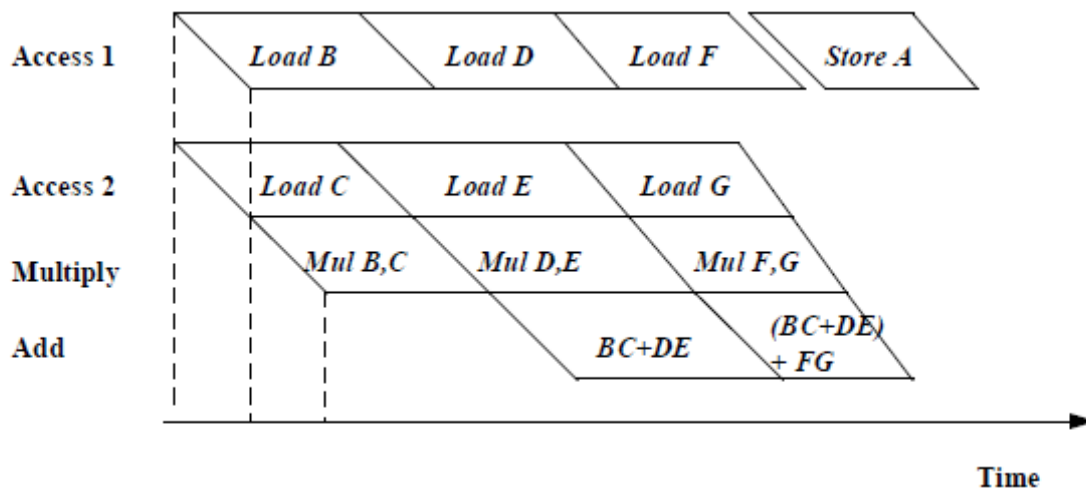 Access 1
Load B
Load D
Load F
Store A
Access 2
Load C
Load E
Load G
Multiply
Mul B,C
Mul D,E
Mul F,G
Add
BC+DE
(BC+DE)
+ FG
Time